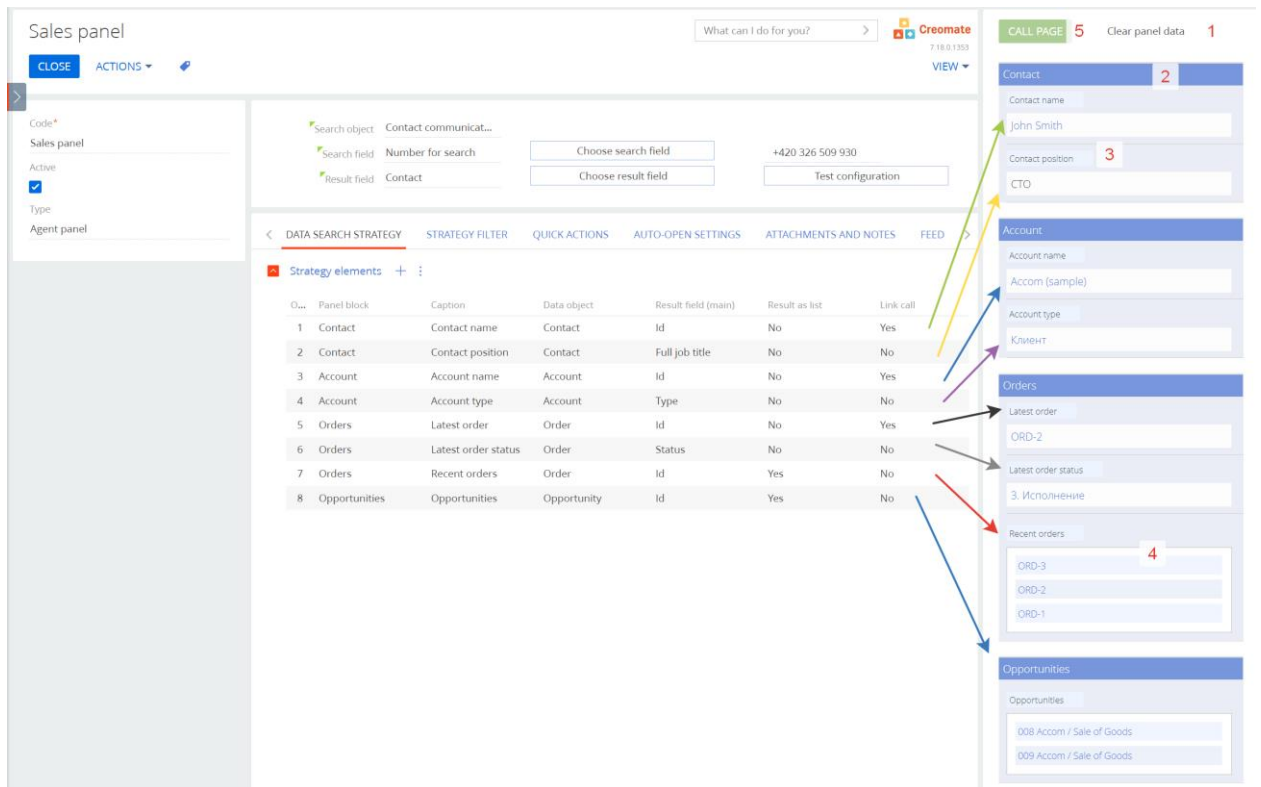 Sales panel
What can I do for you?
Creomate
7.18.0.1353
CLOSE
ACTIONS
VIEW
Code*
Sales panel
Active
Type
Agent panel
Search object Contact communicat...
Search field Number for search Choose search field +420 326 509 930
Result field Contact Choose result field Test configuration
DATA SEARCH STRATEGY STRATEGY FILTER QUICK ACTIONS AUTO-OPEN SETTINGS ATTACHMENTS AND NOTES FEED
Strategy elements
O... Panel block Caption Data object Result field (main) Result as list Link call
1 Contact Contact name Contact Id No Yes
2 Contact Contact position Contact Full job title No No
3 Account Account name Account Id No Yes
4 Account Account type Account Type No No
5 Orders Latest order Order Id No Yes
6 Orders Latest order status Order Status No No
7 Orders Recent orders Order Id Yes No
8 Opportunities Opportunities Opportunity Id Yes No
CALL PAGE 5 Clear panel data 1
Contact 2
Contact name
John Smith
Contact position 3
CTO
Account
Account name
Accom (sample)
Account type
Клиент
Orders
Latest order
ORD-2
Latest order status
3. Исполнение
Recent orders
4
ORD-3
ORD-2
ORD-1
Opportunities
Opportunities
008 Accom / Sale of Goods
009 Accom / Sale of Goods